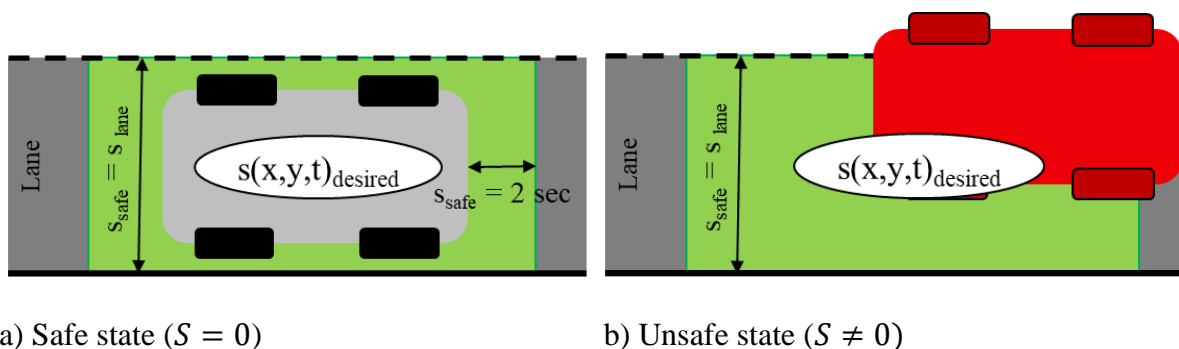 Lane
s_safe = s_lane
s(x,y,t)_desired
s_safe = 2 sec
Lane
s_safe = s_lane
s(x,y,t)_desired
a) Safe state (S = 0)
b) Unsafe state (S ≠ 0)